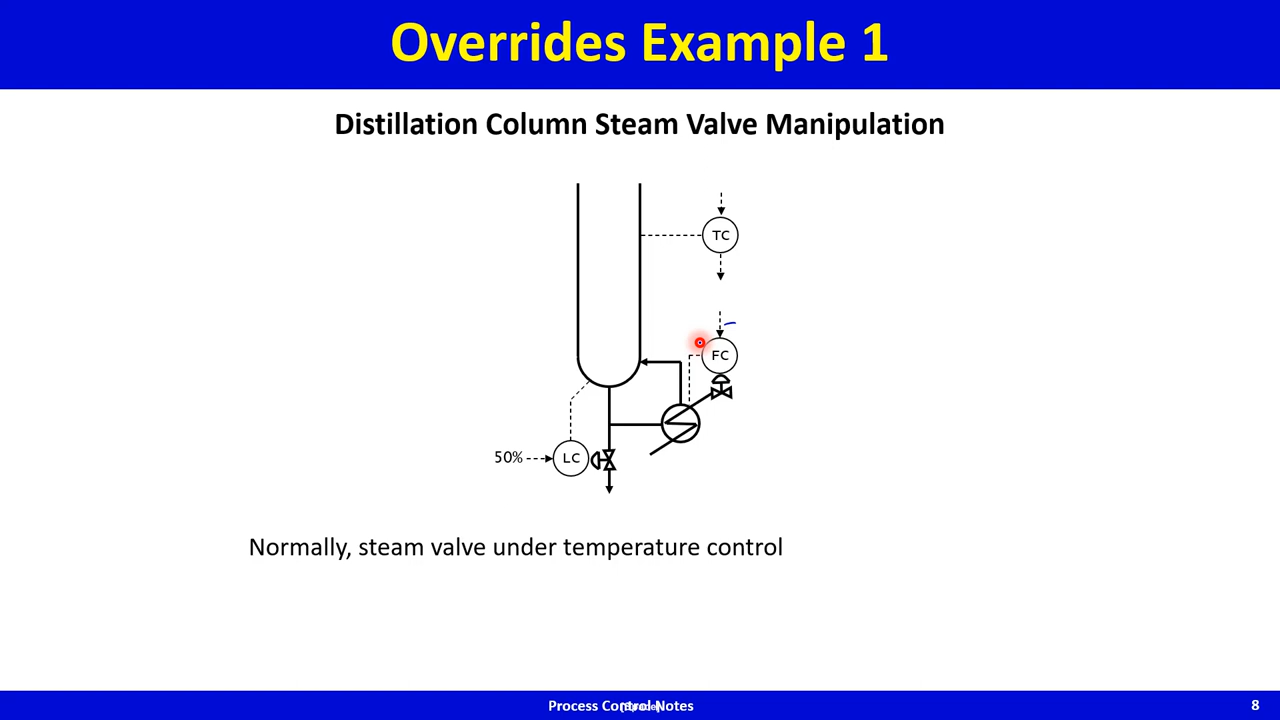 Overrides Example 1
Distillation Column Steam Valve Manipulation
TC
FC
50%
LC
Normally, steam valve under temperature control
Process Control Notes
8